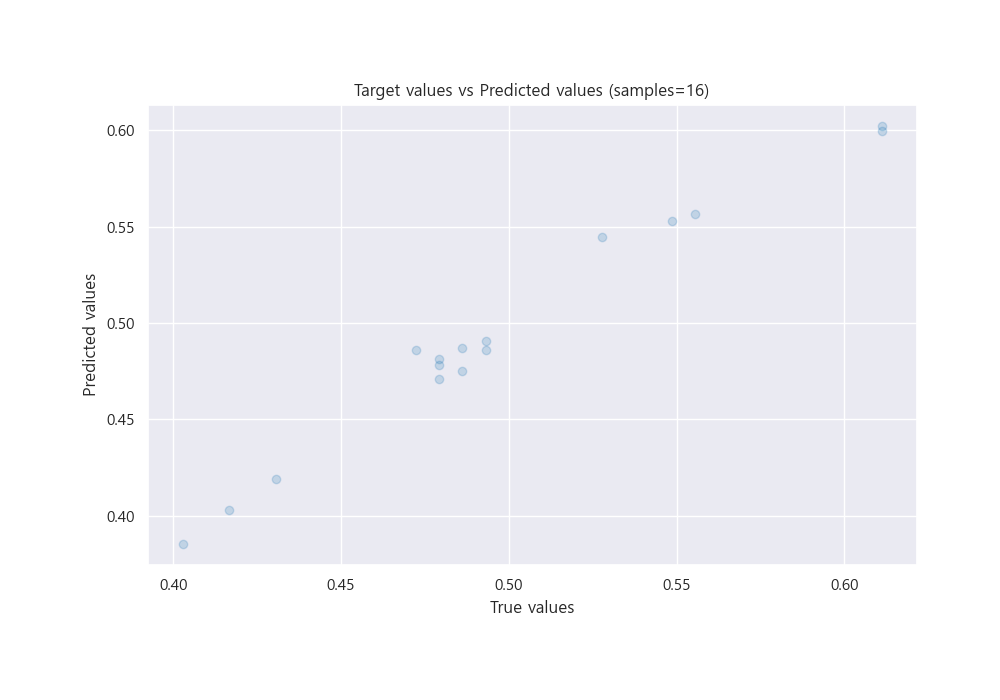 Target values vs Predicted values (samples=16)
0.60
0.55
0.50
0.45
0.40
Predicted values
0.40 0.45 0.50 0.55 0.60
True values